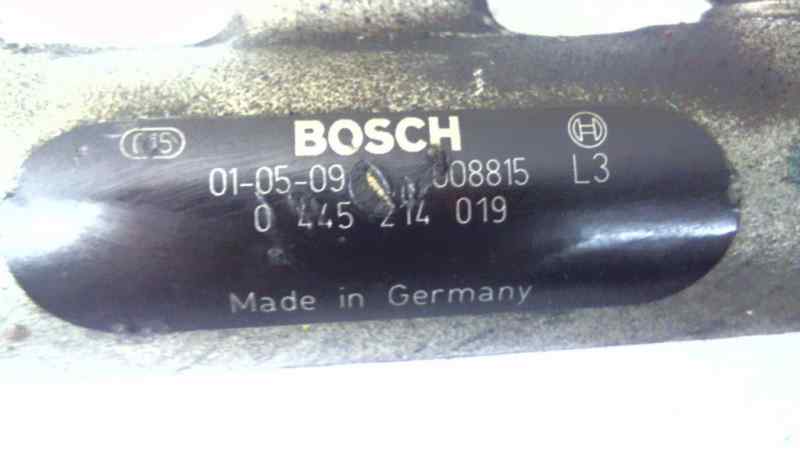 BOSCH
01-05-09 008815 L3
0 445 214 019
Made in Germany